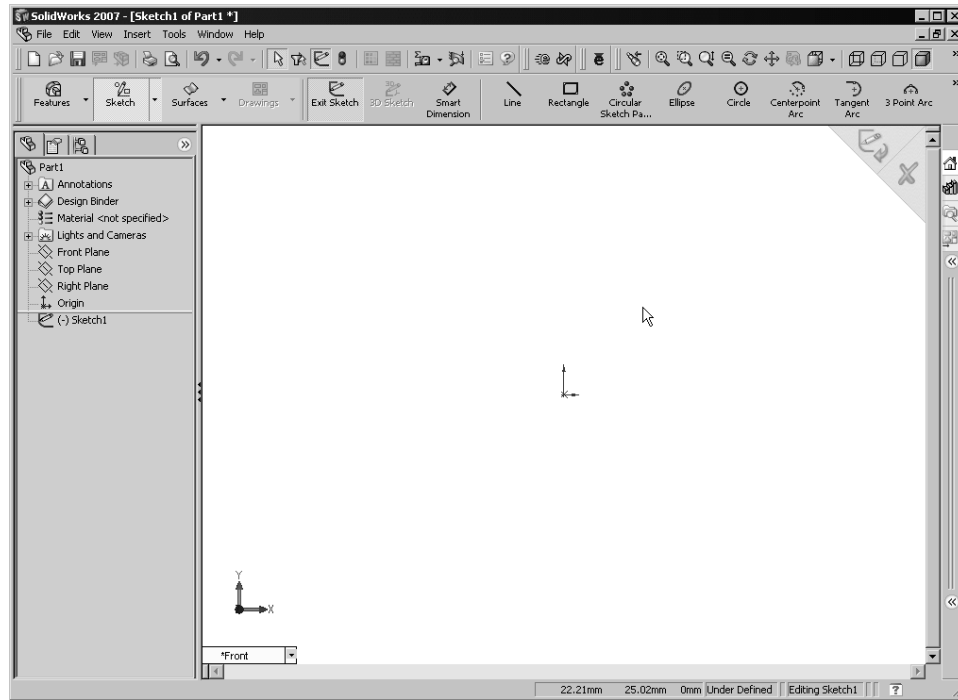 SolidWorks 2007 - [Sketch1 of Part1 *]
File Edit View Insert Tools Window Help
Features Sketch Surfaces Drawings Exit Sketch 3D Sketch Smart Dimension Line Rectangle Circular Sketch Pa... Ellipse Circle Centerpoint Arc Tangent Arc 3 Point Arc
Part1
A Annotations
Design Binder
Material <not specified>
Lights and Cameras
Front Plane
Top Plane
Right Plane
Origin
(-) Sketch1
Y
X
*Front
22.21mm 25.02mm 0mm Under Defined Editing Sketch1 ?